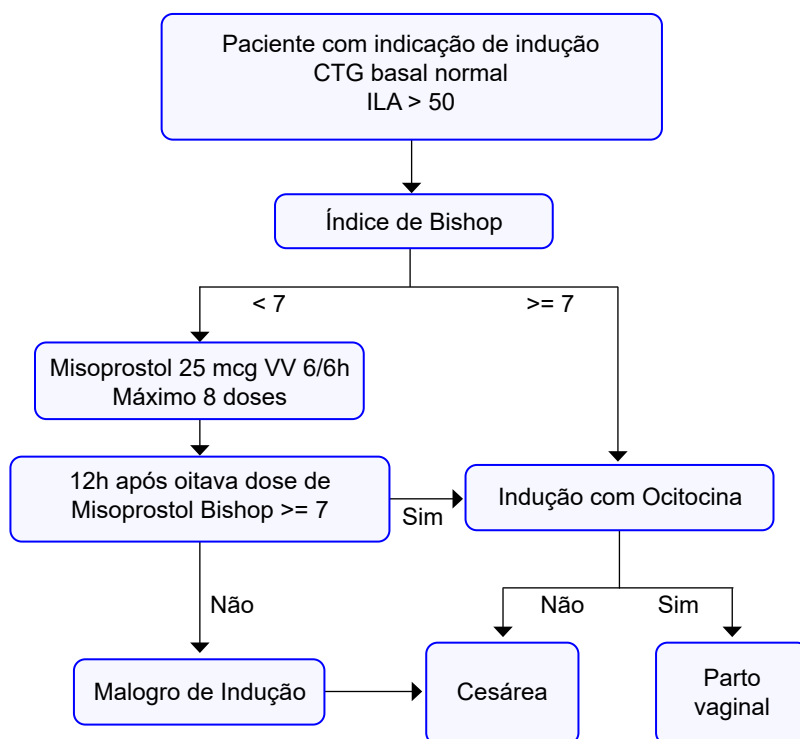 Paciente com indicação de indução
CTG basal normal
ILA > 50
Índice de Bishop
< 7
>= 7
Misoprostol 25 mcg VV 6/6h
Máximo 8 doses
12h após oitava dose de
Misoprostol Bishop >= 7
Sim
Indução com Ocitocina
Não
Não
Sim
Malogro de Indução
Cesárea
Parto
vaginal